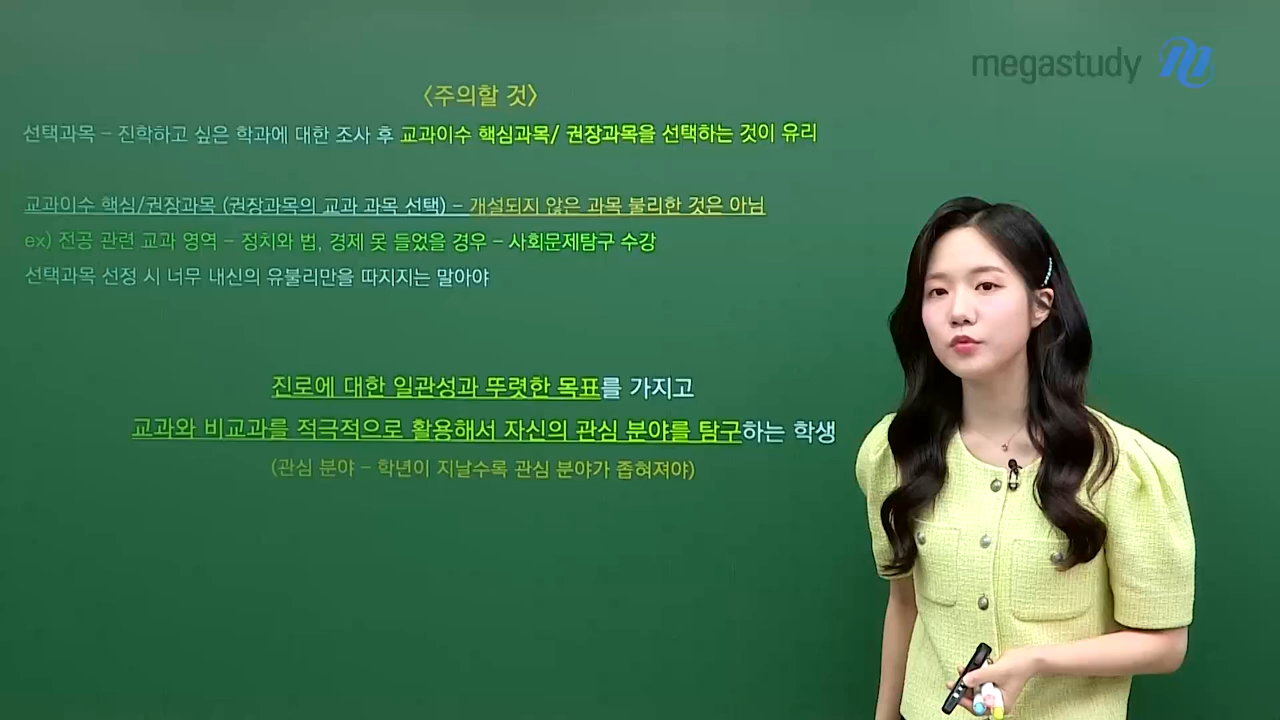 megastudy
〈주의할 것〉
선택과목 – 진학하고 싶은 학과에 대한 조사 후 교과이수 핵심과목/ 권장과목을 선택하는 것이 유리
교과이수 핵심/권장과목 (권장과목의 교과 과목 선택) – 개설되지 않은 과목 불리한 것은 아님
ex) 전공 관련 교과 영역 – 정치와 법, 경제 못 들었을 경우 – 사회문제탐구 수강
선택과목 선정 시 너무 내신의 유불리만을 따지지는 말아야
진로에 대한 일관성과 뚜렷한 목표를 가지고
교과와 비교과를 적극적으로 활용해서 자신의 관심 분야를 탐구하는 학생
(관심 분야 – 학년이 지날수록 관심 분야가 좁혀져야)